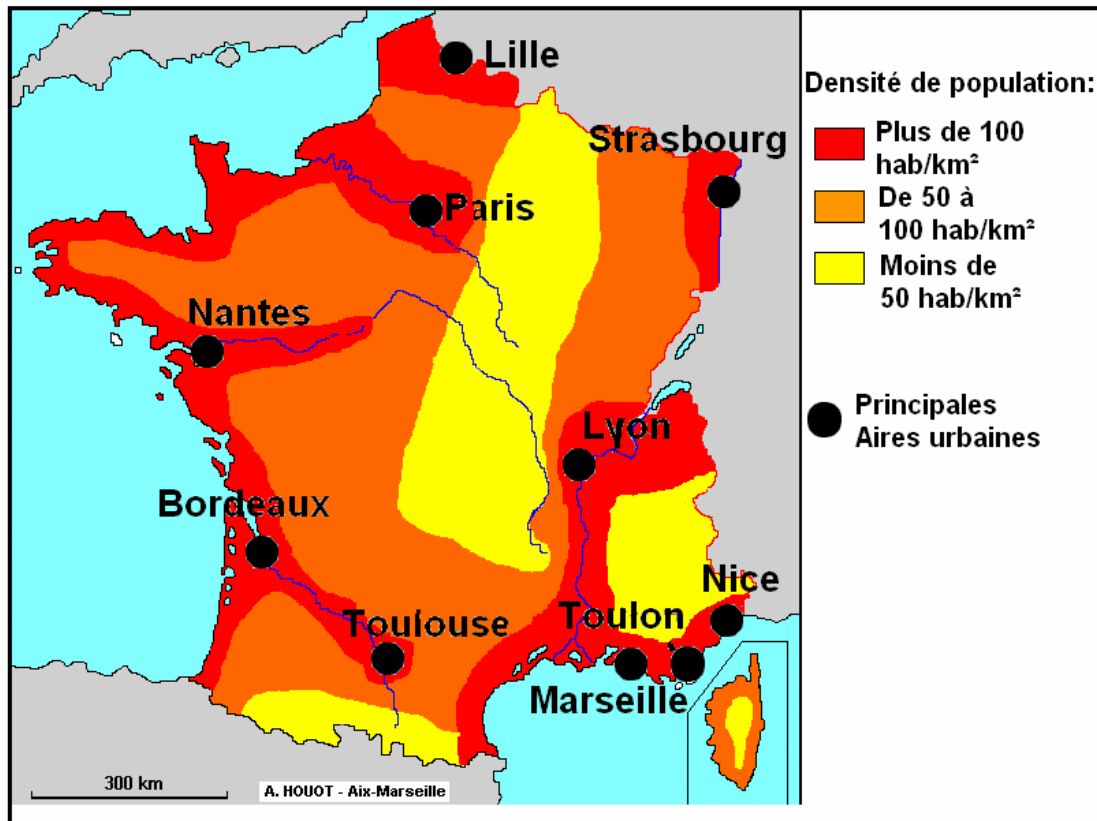 Lille
Strasbourg
Paris
Nantes
Lyon
Bordeaux
Nice
Toulon
Toulouse
Marseille
300 km
A. HOUOT - Aix-Marseille
Densité de population:
Plus de 100
hab/km²
De 50 à
100 hab/km²
Moins de
50 hab/km²
Principales
Aires urbaines